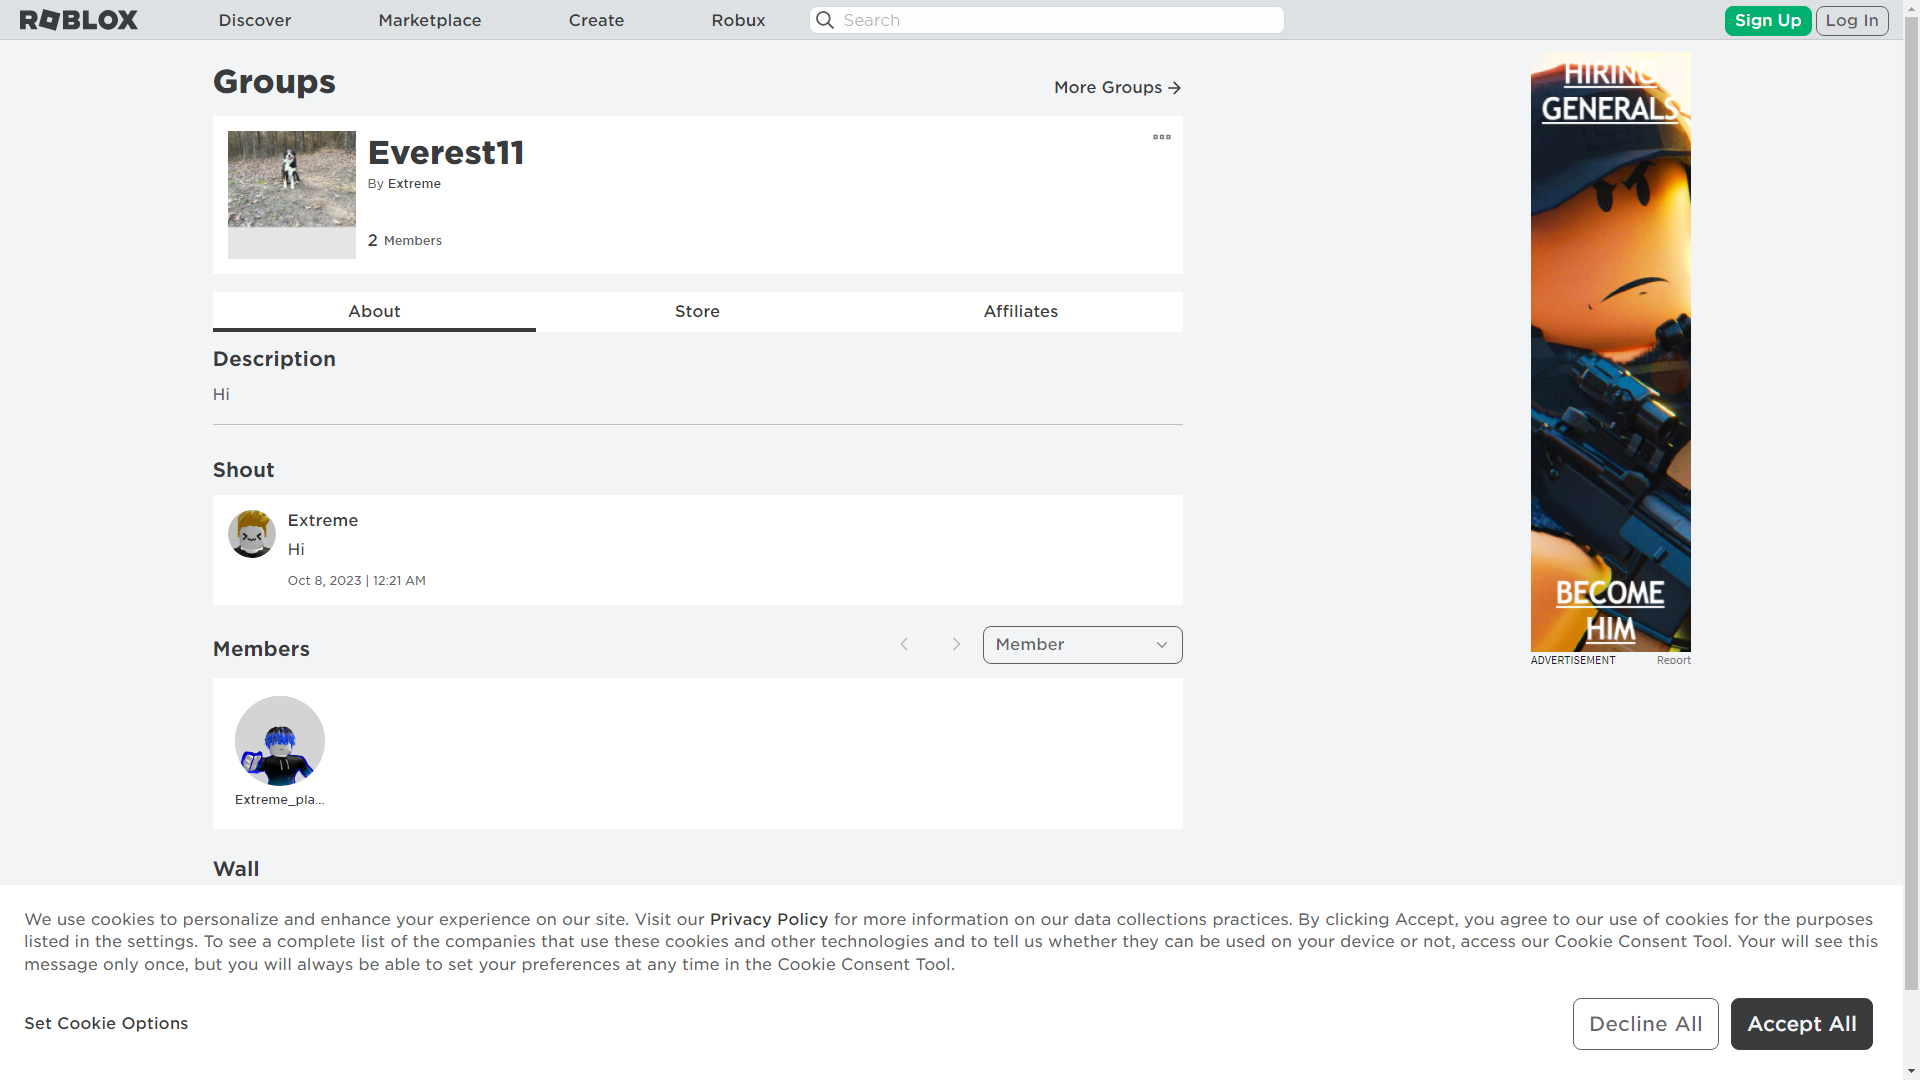 ROBLOX
Discover
Marketplace
Create
Robux
Search
Sign Up
Log In
Groups
More Groups
Everest11
By Extreme
2 Members
About
Store
Affiliates
Description
Hi
Shout
Extreme
Hi
Oct 8, 2023 | 12:21 AM
Members
Member
Extreme_pla...
Wall
HIRING
GENERALS
BECOME
HIM
ADVERTISEMENT
Report
We use cookies to personalize and enhance your experience on our site. Visit our Privacy Policy for more information on our data collections practices. By clicking Accept, you agree to our use of cookies for the purposes
listed in the settings. To see a complete list of the companies that use these cookies and other technologies and to tell us whether they can be used on your device or not, access our Cookie Consent Tool. Your will see this
message only once, but you will always be able to set your preferences at any time in the Cookie Consent Tool.
Set Cookie Options
Decline All
Accept All